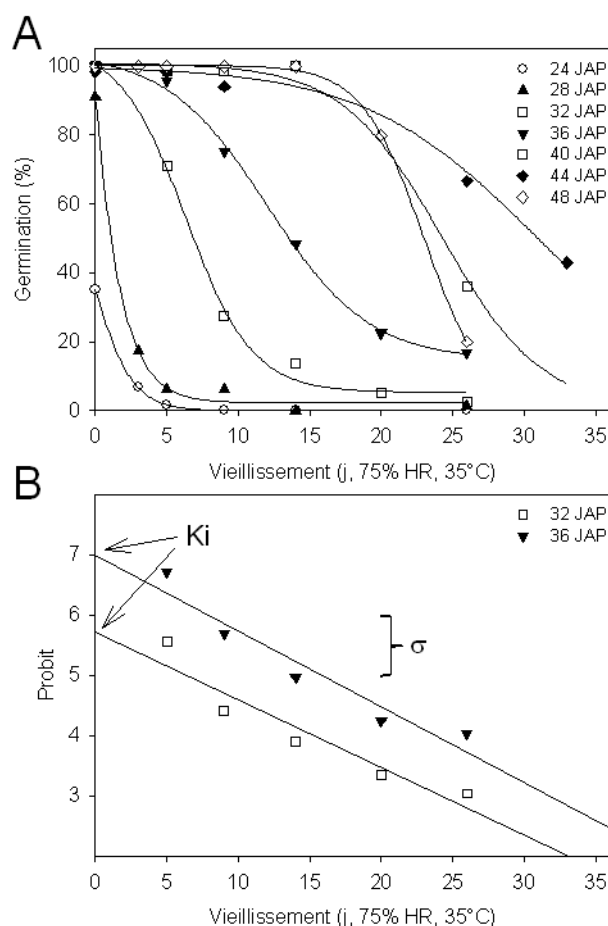 A
100
80
60
40
20
0
Germination (%)
24 JAP
28 JAP
32 JAP
36 JAP
40 JAP
44 JAP
48 JAP
0 5 10 15 20 25 30 35
Vieillissement (j, 75% HR, 35°C)
B
32 JAP
36 JAP
Ki
σ
7
6
5
4
3
Probit
0 5 10 15 20 25 30 35
Vieillissement (j, 75% HR, 35°C)